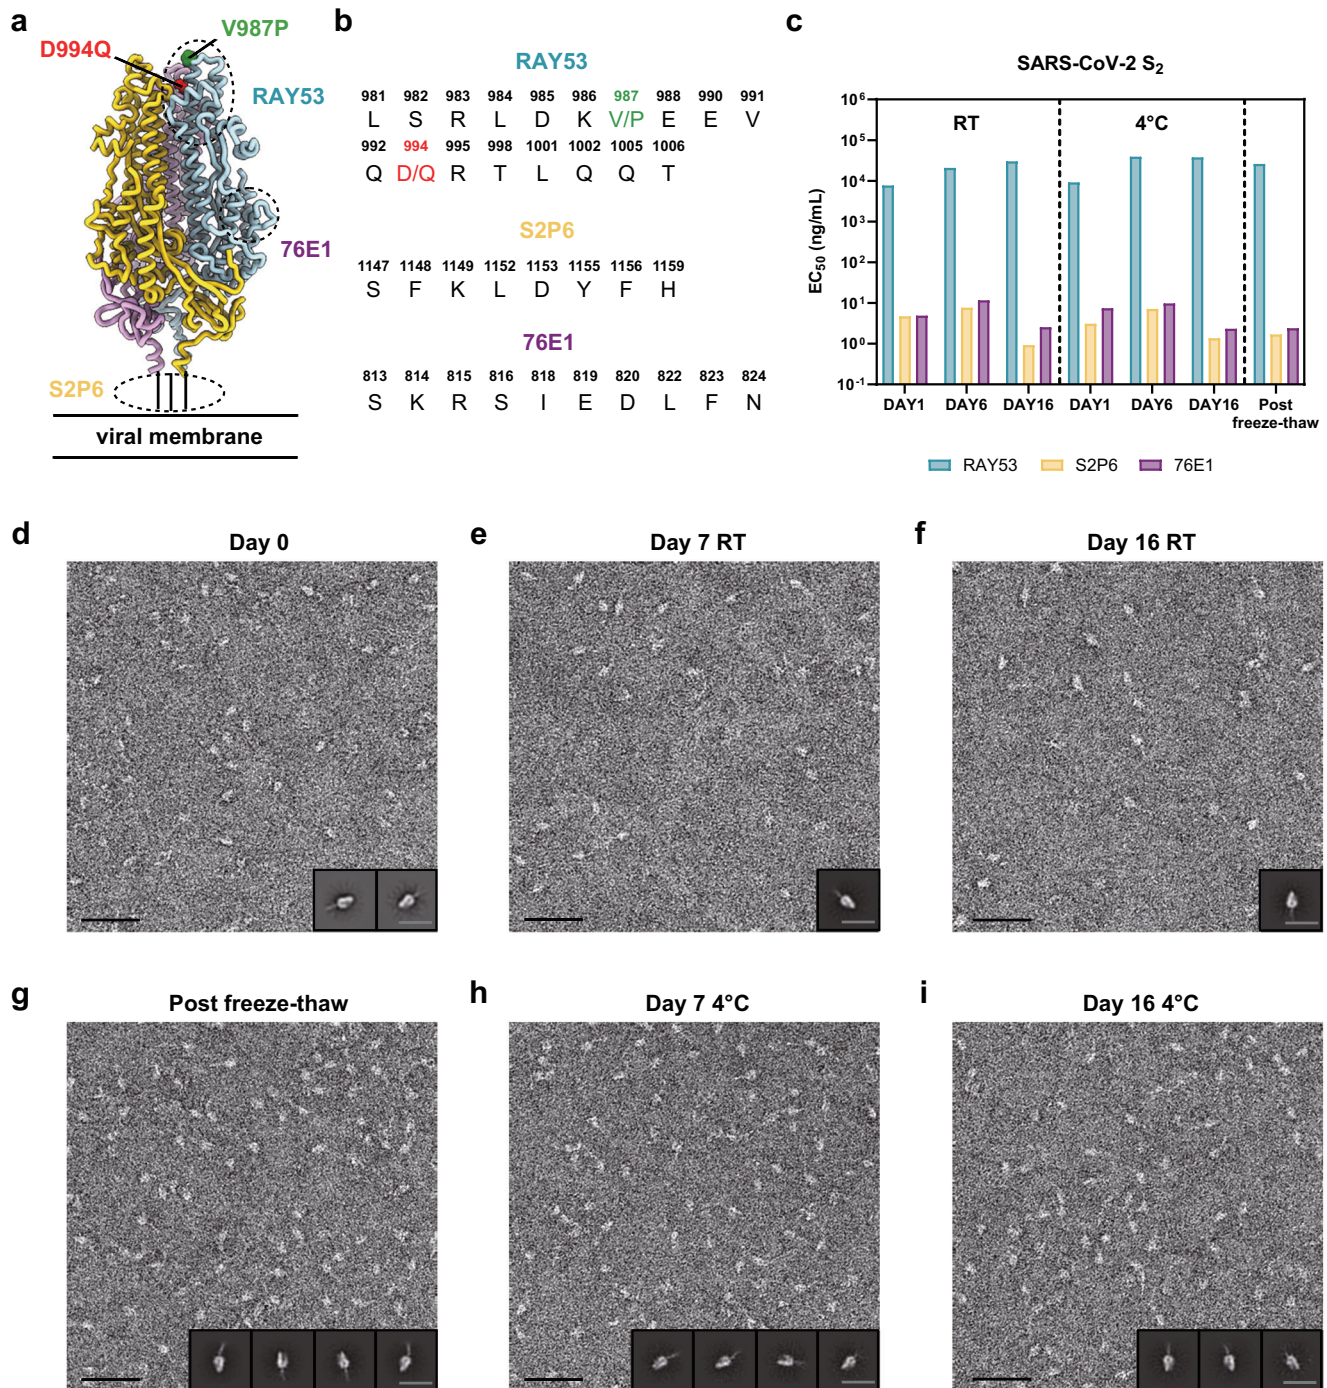 a
V987P
D994Q
RAY53
76E1
S2P6
viral membrane
b
RAY53
981 982 983 984 985 986 987 988 990 991
L S R L D K V/P E E V
992 994 995 998 1001 1002 1005 1006
Q D/Q R T L Q Q T
S2P6
1147 1148 1149 1152 1153 1155 1156 1159
S F K L D Y F H
76E1
813 814 815 816 818 819 820 822 823 824
S K R S I E D L F N
c
SARS-CoV-2 S₂
EC₅₀ (ng/mL)
10⁶
10⁵
10⁴
10³
10²
10¹
10⁰
10⁻¹
RT
4°C
DAY1 DAY6 DAY16 DAY1 DAY6 DAY16 Post
freeze-thaw
RAY53 S2P6 76E1
d
Day 0
e
Day 7 RT
f
Day 16 RT
g
Post freeze-thaw
h
Day 7 4°C
i
Day 16 4°C